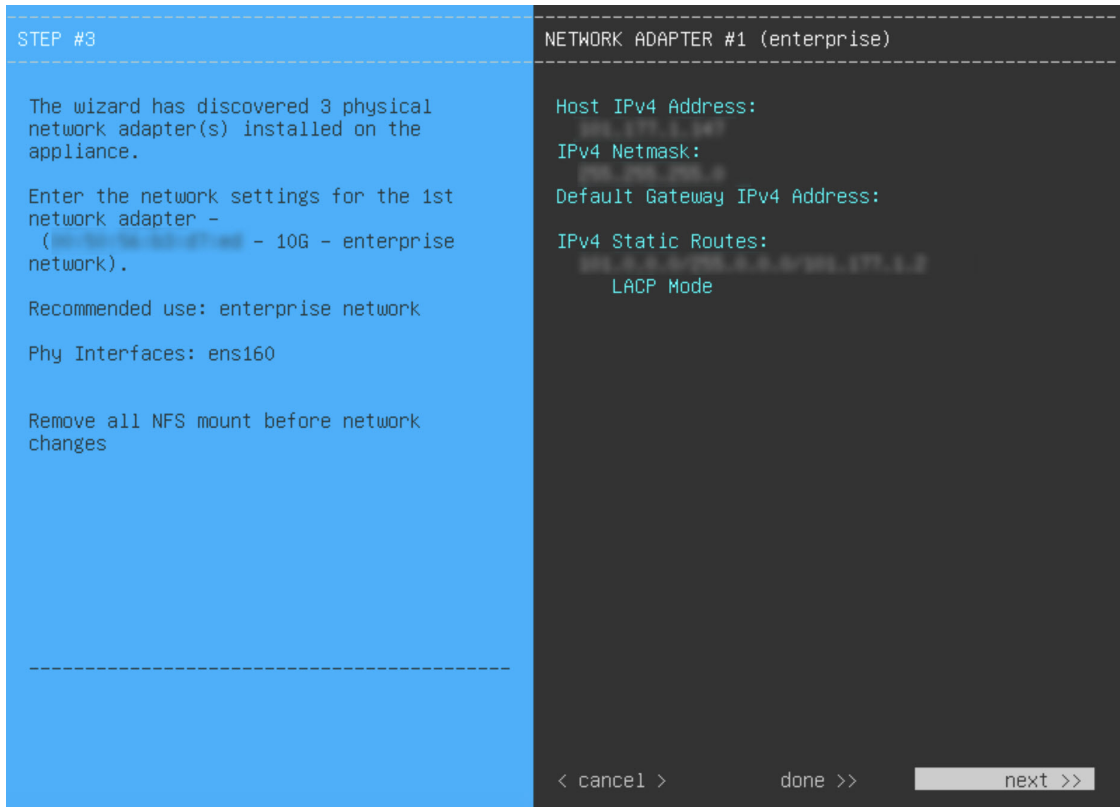 STEP #3
The wizard has discovered 3 physical
network adapter(s) installed on the
appliance.
Enter the network settings for the 1st
network adapter -
( - 10G - enterprise
network).
Recommended use: enterprise network
Phy Interfaces: ens160
Remove all NFS mount before network
changes
NETWORK ADAPTER #1 (enterprise)
Host IPv4 Address:
IPv4 Netmask:
Default Gateway IPv4 Address:
IPv4 Static Routes:
LACP Mode
< cancel >
done >>
next >>